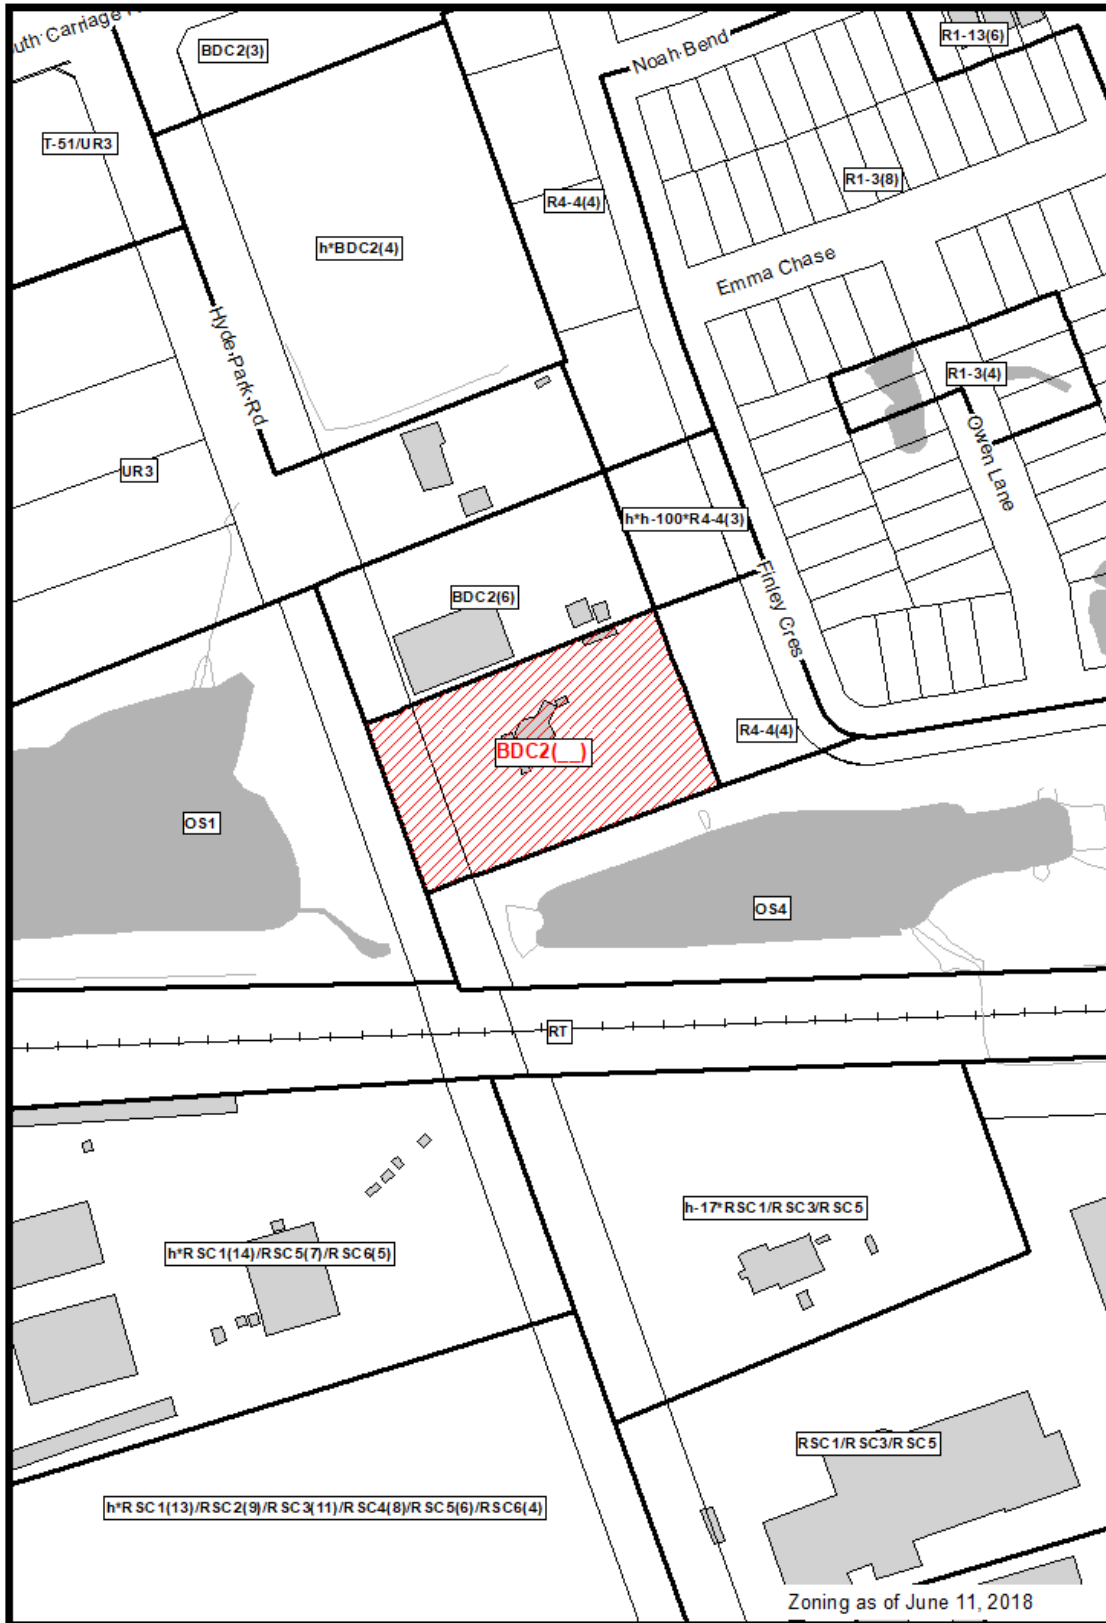 Carriage
BDC2(3)
Noah Bend
R1-13(6)
T-51/UR3
R1-3(8)
R4-4(4)
h*BDC2(4)
Emma Chase
Hyde Park Rd
R1-3(4)
Owen Lane
UR3
h*h-100*R4-4(3)
BDC2(6)
Finley Cres
R4-4(4)
BDC2(__)
OS1
OS4
RT
h-17*RSC1/RSC3/RSC5
h*RSC1(14)/RSC5(7)/RSC6(5)
RSC1/RSC3/RSC5
h*RSC1(13)/RSC2(9)/RSC3(11)/RSC4(8)/RSC5(6)/RSC6(4)
Zoning as of June 11, 2018